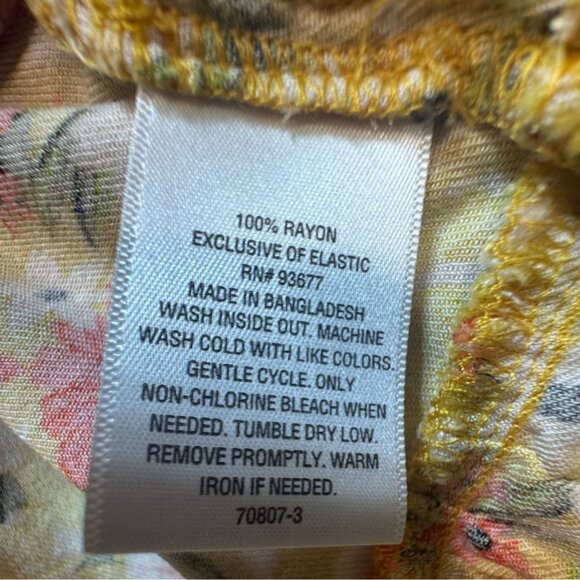 100% RAYON
EXCLUSIVE OF ELASTIC
RN# 93677
MADE IN BANGLADESH
WASH INSIDE OUT. MACHINE
WASH COLD WITH LIKE COLORS.
GENTLE CYCLE. ONLY
NON-CHLORINE BLEACH WHEN
NEEDED. TUMBLE DRY LOW.
REMOVE PROMPTLY. WARM
IRON IF NEEDED.
70807-3